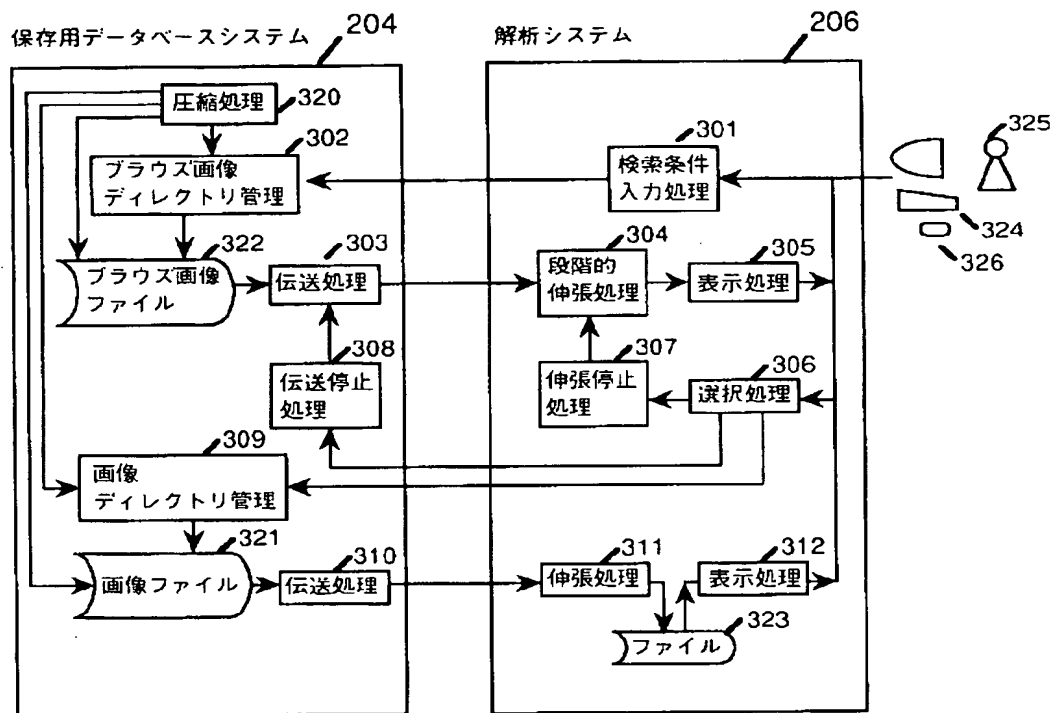 保存用データベースシステム
204
解析システム
206
圧縮処理
320
302
ブラウズ画像
ディレクトリ管理
301
検索条件
入力処理
325
324
326
322
ブラウズ画像
ファイル
303
伝送処理
304
段階的
伸張処理
305
表示処理
308
伝送停止
処理
307
伸張停止
処理
306
選択処理
309
画像
ディレクトリ管理
321
画像ファイル
310
伝送処理
311
伸張処理
312
表示処理
323
ファイル